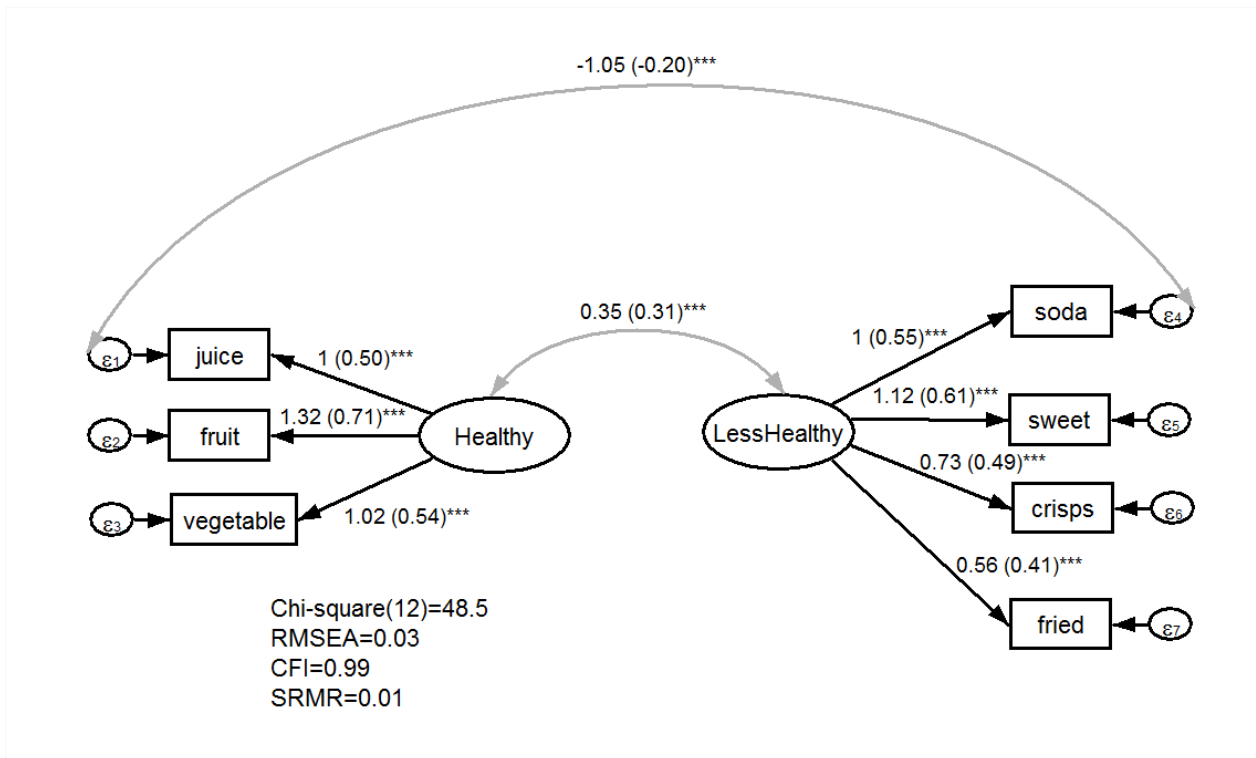 -1.05 (-0.20)***
0.35 (0.31)***
soda
ε4
1 (0.55)***
ε1
juice
1 (0.50)***
1.12 (0.61)***
sweet
ε5
ε2
fruit
1.32 (0.71)***
Healthy
LessHealthy
0.73 (0.49)***
crisps
ε6
ε3
vegetable
1.02 (0.54)***
0.56 (0.41)***
fried
ε7
Chi-square(12)=48.5
RMSEA=0.03
CFI=0.99
SRMR=0.01